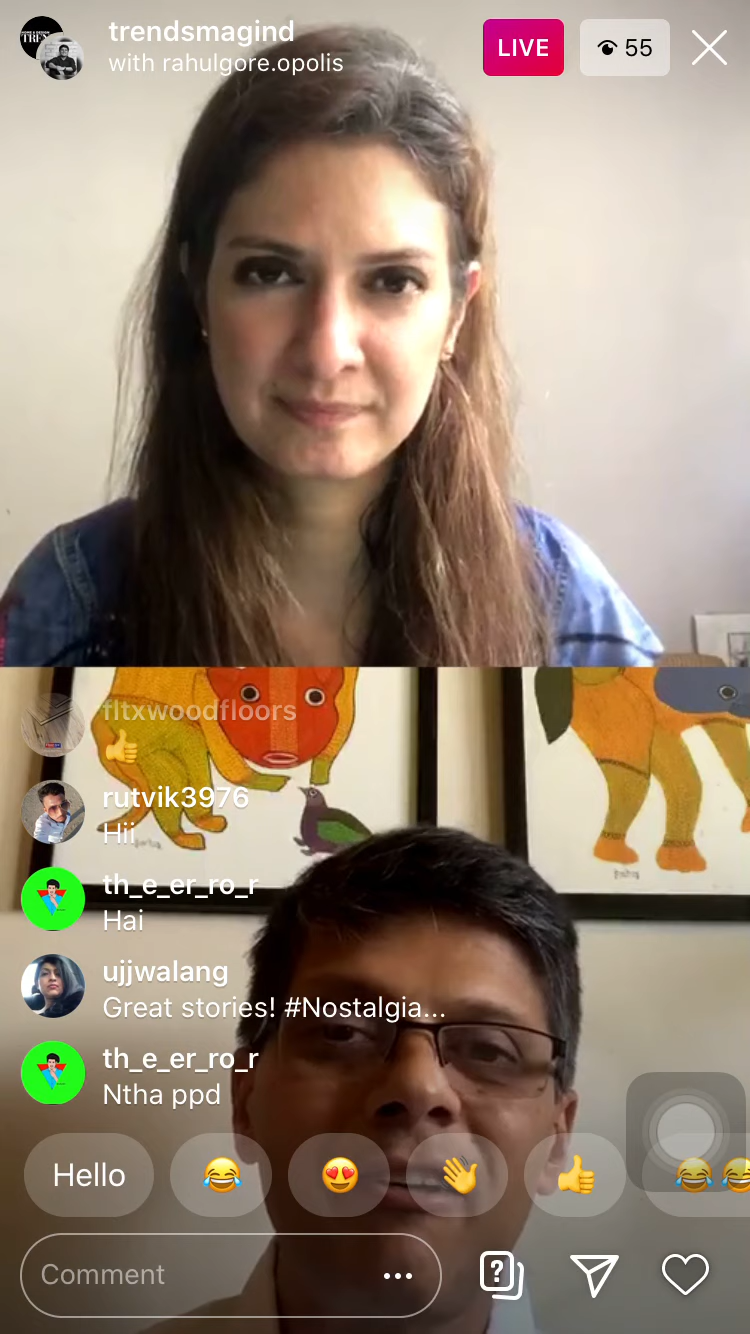 trendsmagind
with rahulgore.opolis
LIVE
55
fltxwoodfloors
👍
rutvik3976
Hii
th_e_er_ro_r
Hai
ujjwalang
Great stories! #Nostalgia...
th_e_er_ro_r
Ntha ppd
Hello 😂 😍 👋 👍 😂😂
Comment